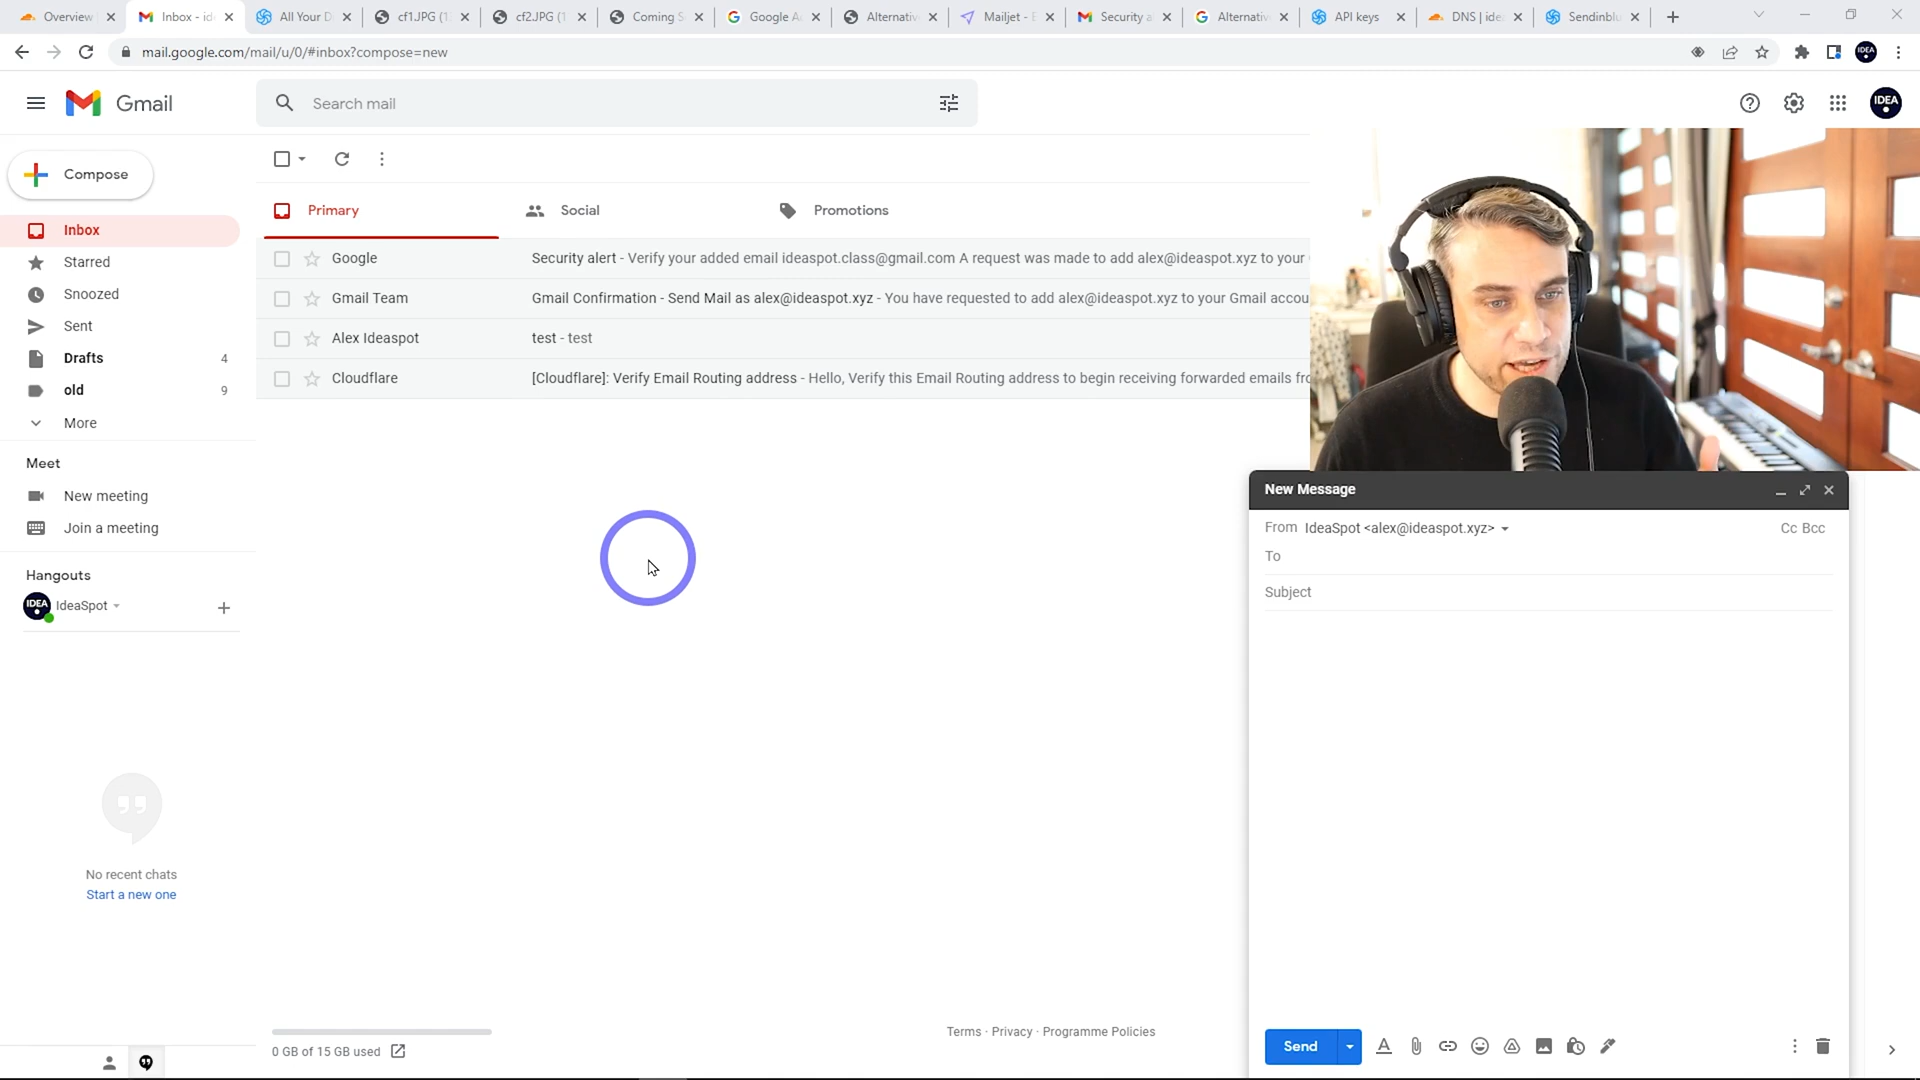 Overview
Inbox - id
All Your D
cf1.JPG (1
cf2.JPG (1
Coming S
Google A
Alternativ
Mailjet - E
Security a
Alternativ
API keys
DNS | ide
Sendinblu
mail.google.com/mail/u/0/#inbox?compose=new
IDEA
Gmail
Search mail
IDEA
Compose
Primary
Social
Promotions
Inbox
Starred
Snoozed
Sent
Drafts 4
old 9
More
Google Security alert - Verify your added email ideaspot.class@gmail.com A request was made to add alex@ideaspot.xyz to your
Gmail Team Gmail Confirmation - Send Mail as alex@ideaspot.xyz - You have requested to add alex@ideaspot.xyz to your Gmail accou
Alex Ideaspot test - test
Cloudflare [Cloudflare]: Verify Email Routing address - Hello, Verify this Email Routing address to begin receiving forwarded emails fr
Meet
New meeting
Join a meeting
Hangouts
IDEA IdeaSpot
No recent chats
Start a new one
New Message
From IdeaSpot <alex@ideaspot.xyz> Cc Bcc
To
Subject
Send
Terms · Privacy · Programme Policies
0 GB of 15 GB used